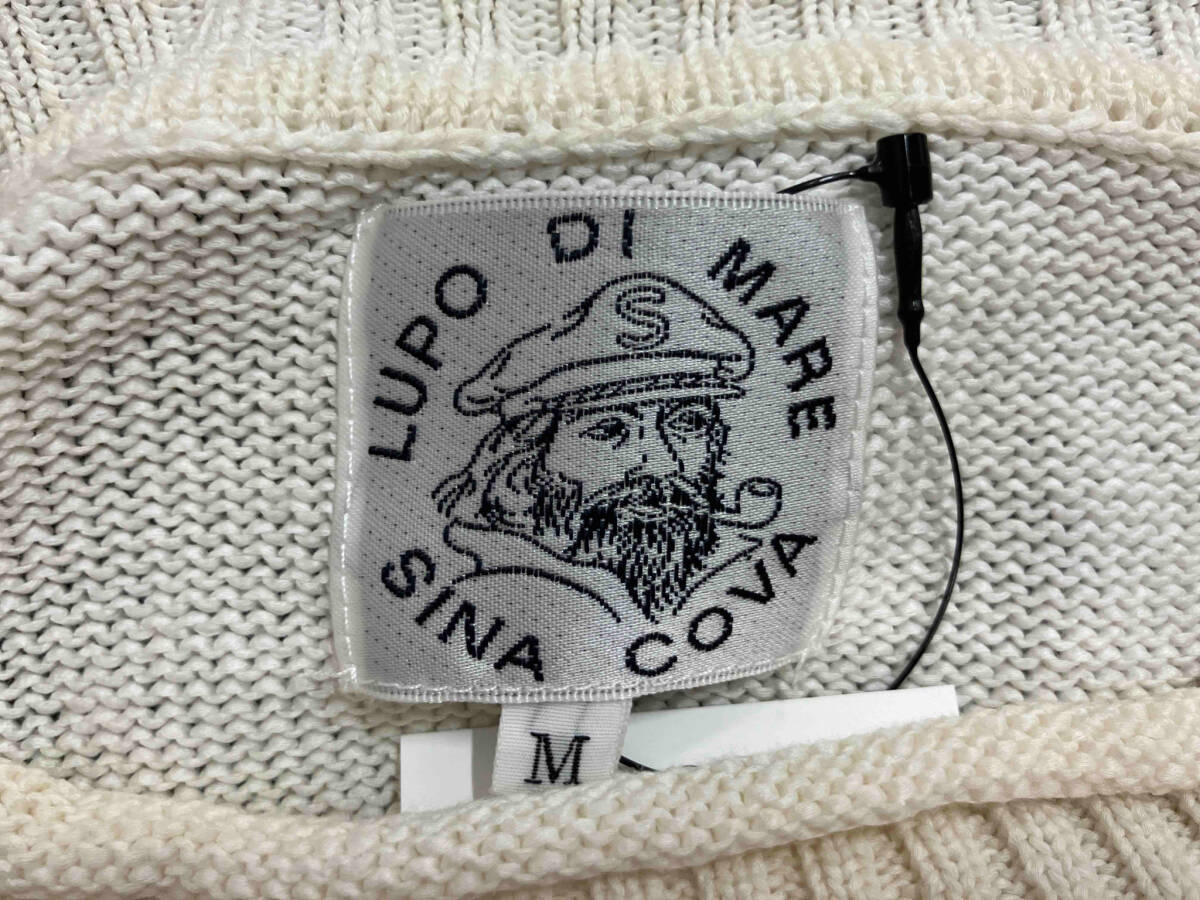 LUPO DI MARE
S
SINA COVA
M